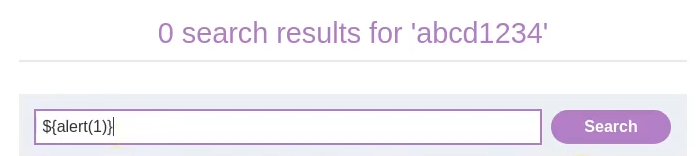 0 search results for 'abcd1234'
${alert(1)}
Search